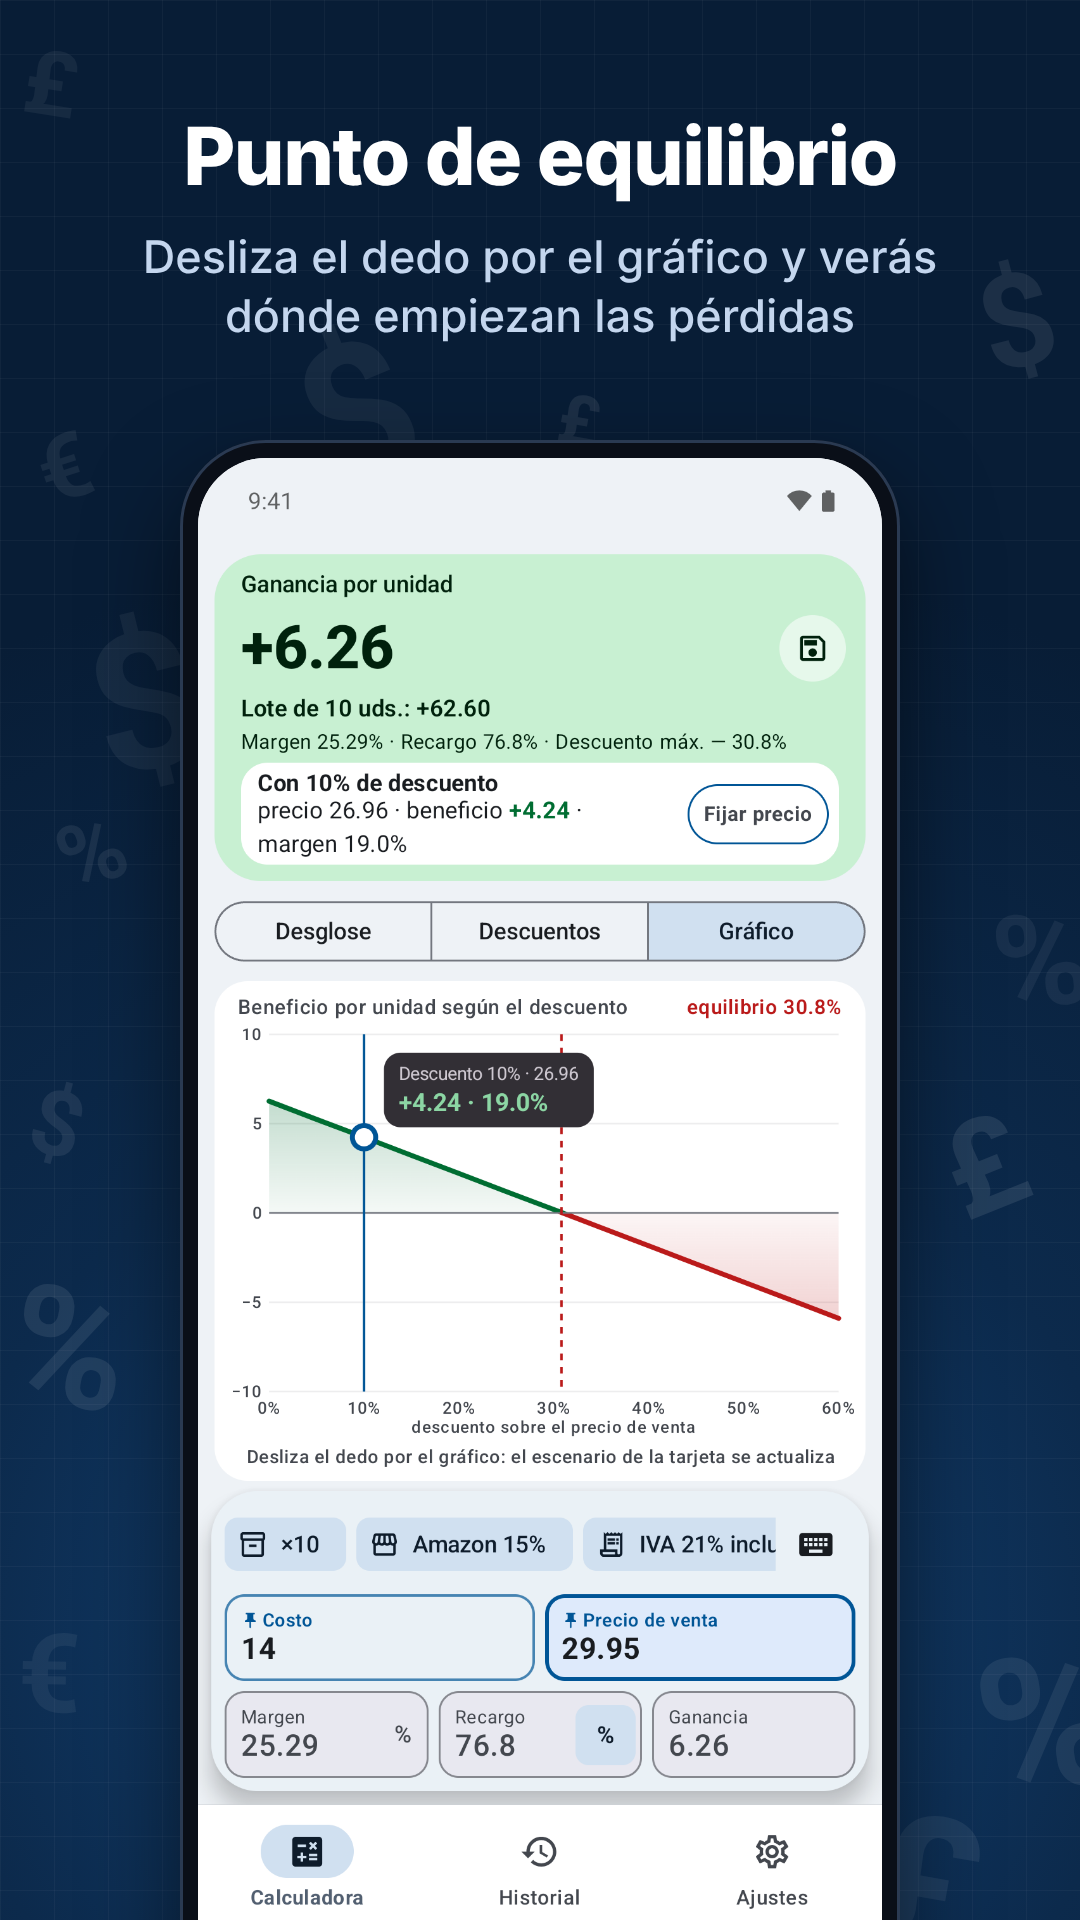 Punto de equilibrio
Desliza el dedo por el gráfico y verás
dónde empiezan las pérdidas
9:41
Ganancia por unidad
+6.26
Lote de 10 uds.: +62.60
Margen 25.29% · Recargo 76.8% · Descuento máx. — 30.8%
Con 10% de descuento
precio 26.96 · beneficio +4.24 ·
margen 19.0%
Fijar precio
Desglose
Descuentos
Gráfico
Beneficio por unidad según el descuento
equilibrio 30.8%
10
Descuento 10% · 26.96
+4.24 · 19.0%
5
0
−5
−10
0% 10% 20% 30% 40% 50% 60%
descuento sobre el precio de venta
Desliza el dedo por el gráfico: el escenario de la tarjeta se actualiza
×10
Amazon 15%
IVA 21% inclu
Costo
14
Precio de venta
29.95
Margen
25.29 %
Recargo
76.8 %
Ganancia
6.26
Calculadora
Historial
Ajustes